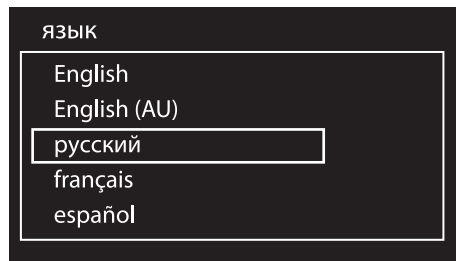 язык
English
English (AU)
русский
français
español